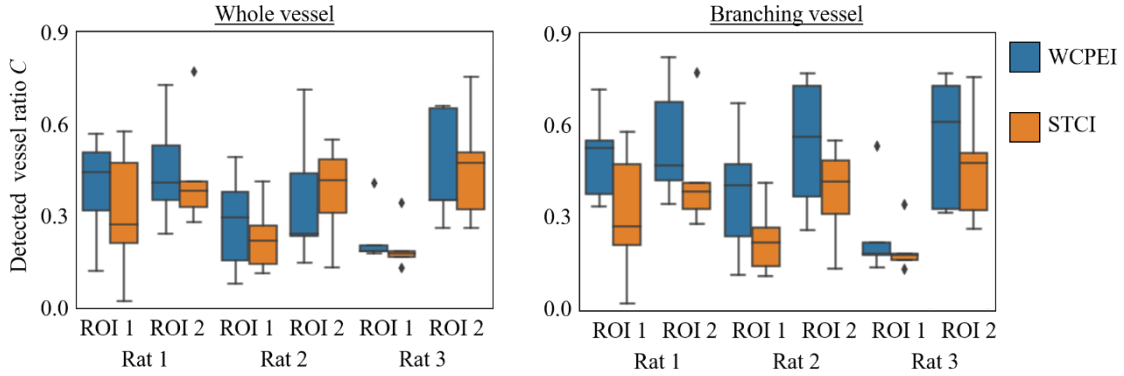 Whole vessel
Branching vessel
Detected vessel ratio C
0.9
0.6
0.3
0.0
ROI 1 ROI 2 ROI 1 ROI 2 ROI 1 ROI 2
Rat 1 Rat 2 Rat 3
0.9
0.6
0.3
0.0
ROI 1 ROI 2 ROI 1 ROI 2 ROI 1 ROI 2
Rat 1 Rat 2 Rat 3
WCPEI
STCI